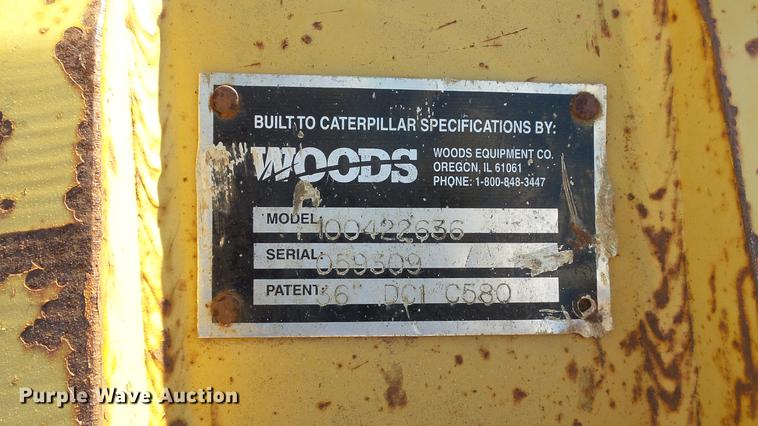 BUILT TO CATERPILLAR SPECIFICATIONS BY:
WOODS
WOODS EQUIPMENT CO.
OREGON, IL 61061
PHONE: 1-800-848-3447
MODEL: 100422636
SERIAL: 059309
PATENT: 36" DC1 C580
Purple Wave Auction